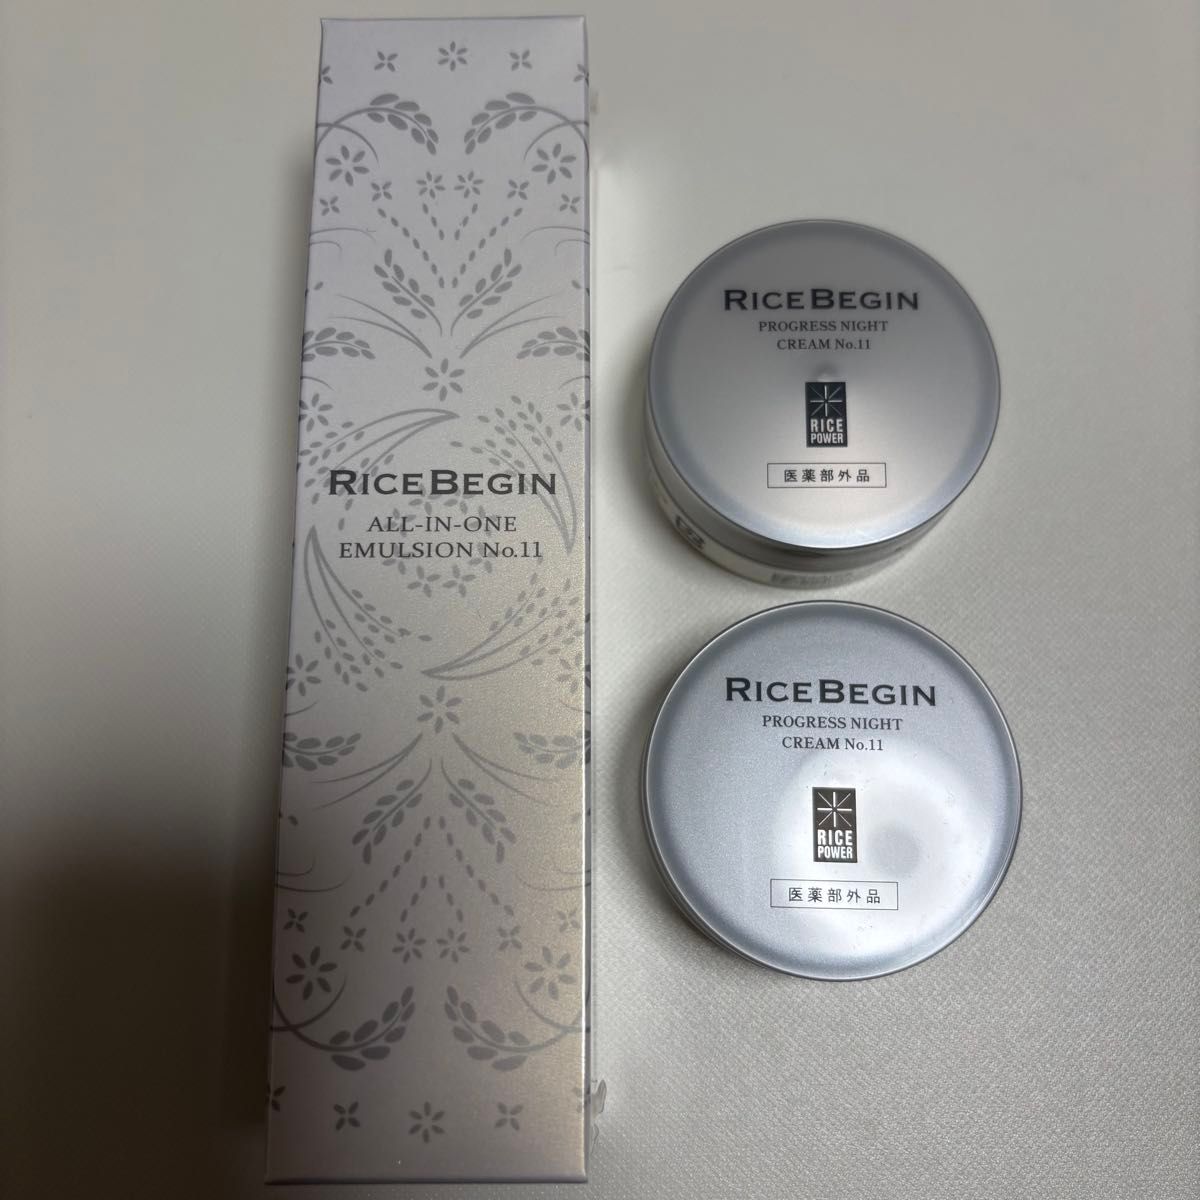 RICEBEGIN
ALL-IN-ONE
EMULSION No.11
RICEBEGIN
PROGRESS NIGHT
CREAM No.11
RICE
POWER
医薬部外品
RICEBEGIN
PROGRESS NIGHT
CREAM No.11
RICE
POWER
医薬部外品